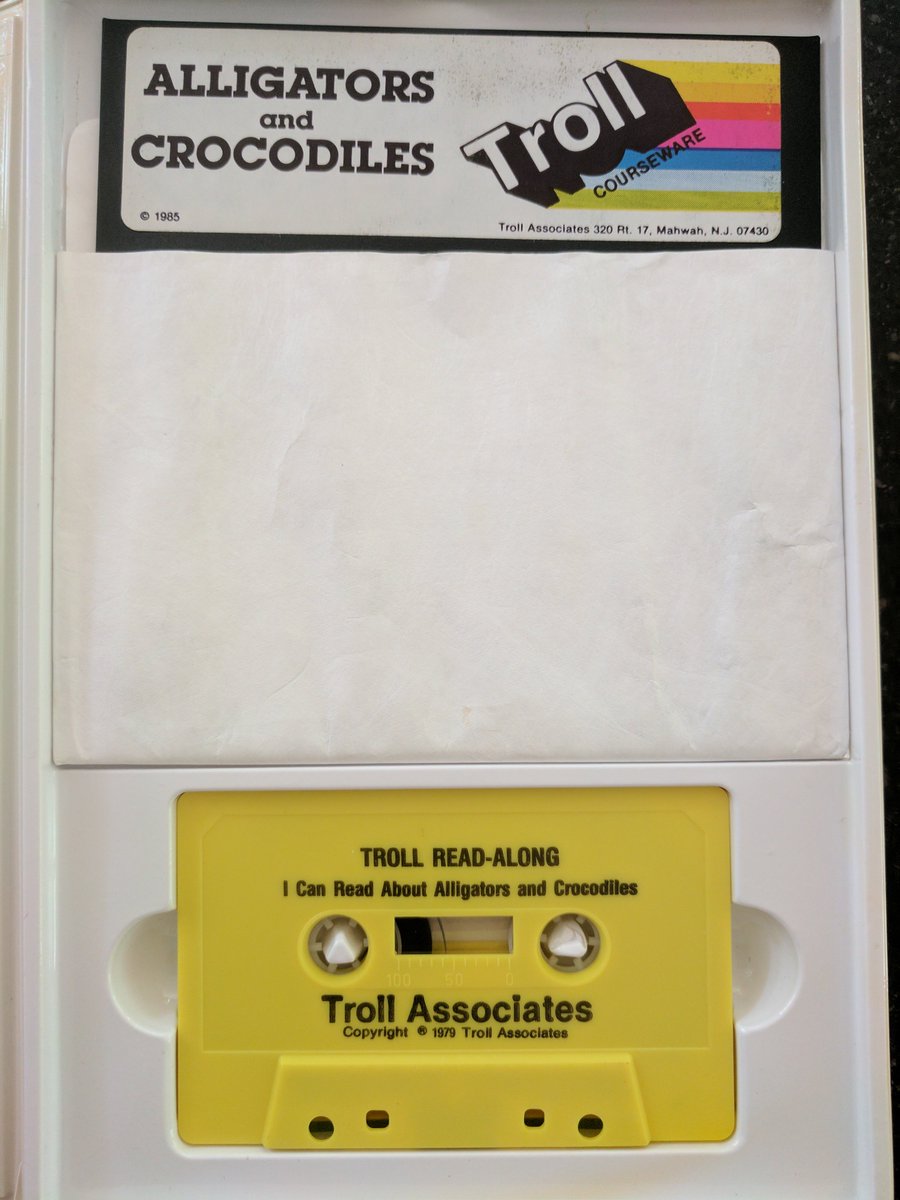 ALLIGATORS
and
CROCODILES
Troll
COURSEWARE
© 1985
Troll Associates 320 Rt. 17, Mahwah, N.J. 07430
TROLL READ-ALONG
I Can Read About Alligators and Crocodiles
100 50 0
Troll Associates
Copyright ® 1979 Troll Associates